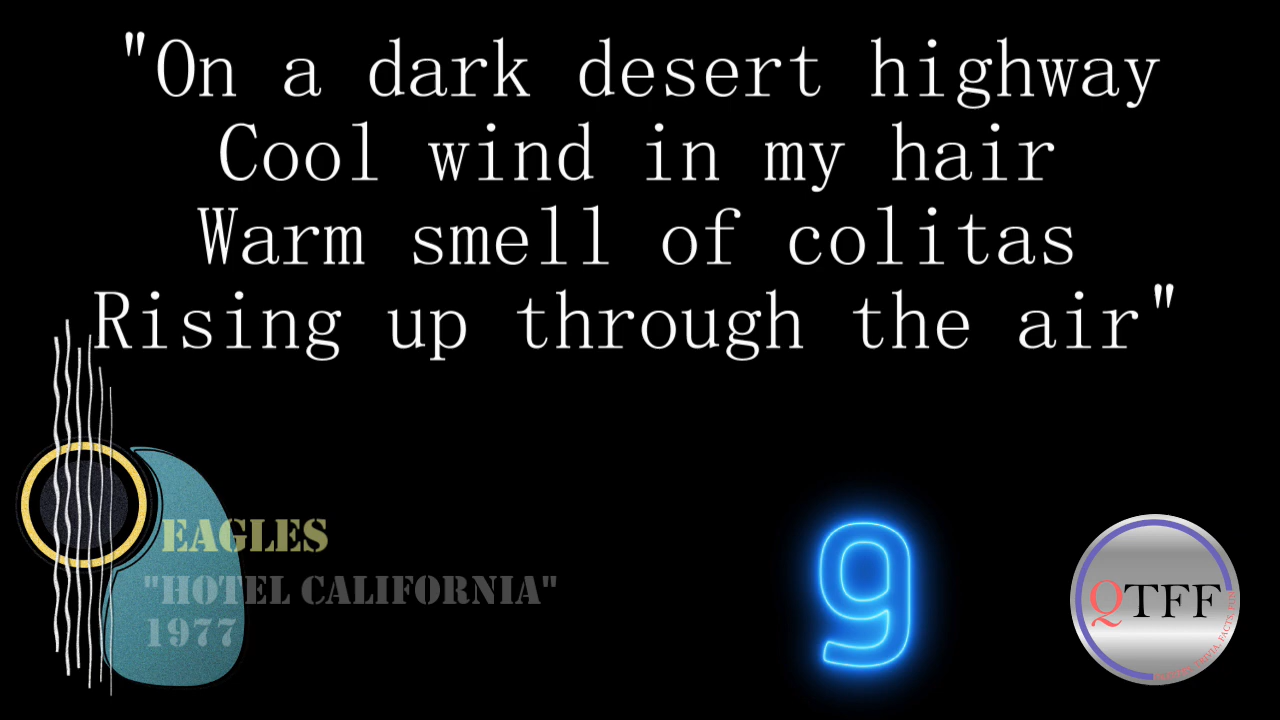 "On a dark desert highway
Cool wind in my hair
Warm smell of colitas
Rising up through the air"
EAGLES
"HOTEL CALIFORNIA"
1977
9
QTFF